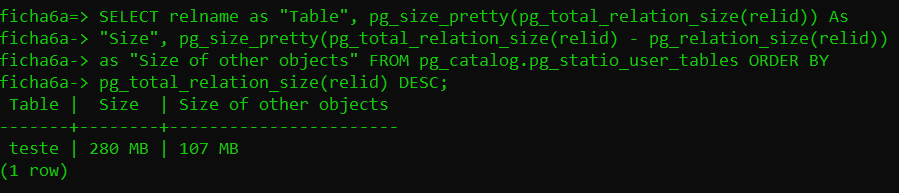 ficha6a=> SELECT relname as "Table", pg_size_pretty(pg_total_relation_size(relid)) As
ficha6a-> "Size", pg_size_pretty(pg_total_relation_size(relid) - pg_relation_size(relid))
ficha6a-> as "Size of other objects" FROM pg_catalog.pg_statio_user_tables ORDER BY
ficha6a-> pg_total_relation_size(relid) DESC;
 Table |  Size  | Size of other objects
-------+--------+-----------------------
 teste | 280 MB | 107 MB
(1 row)